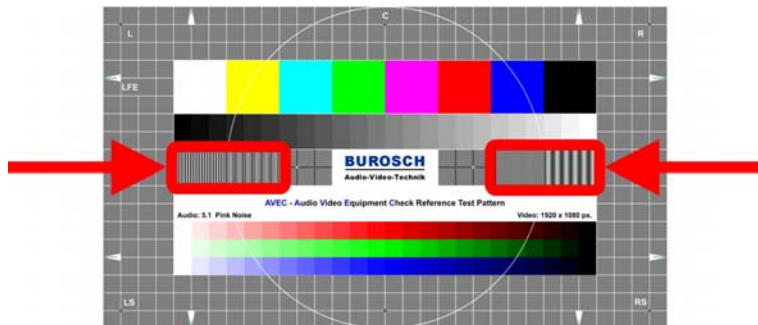 L
C
R
LFE
BUROSCH
Audio-Video-Technik
AVEC - Audio Video Equipment Check Reference Test Pattern
Audio: 5.1 Pink Noise
Video: 1920 x 1080 px.
LS
RS